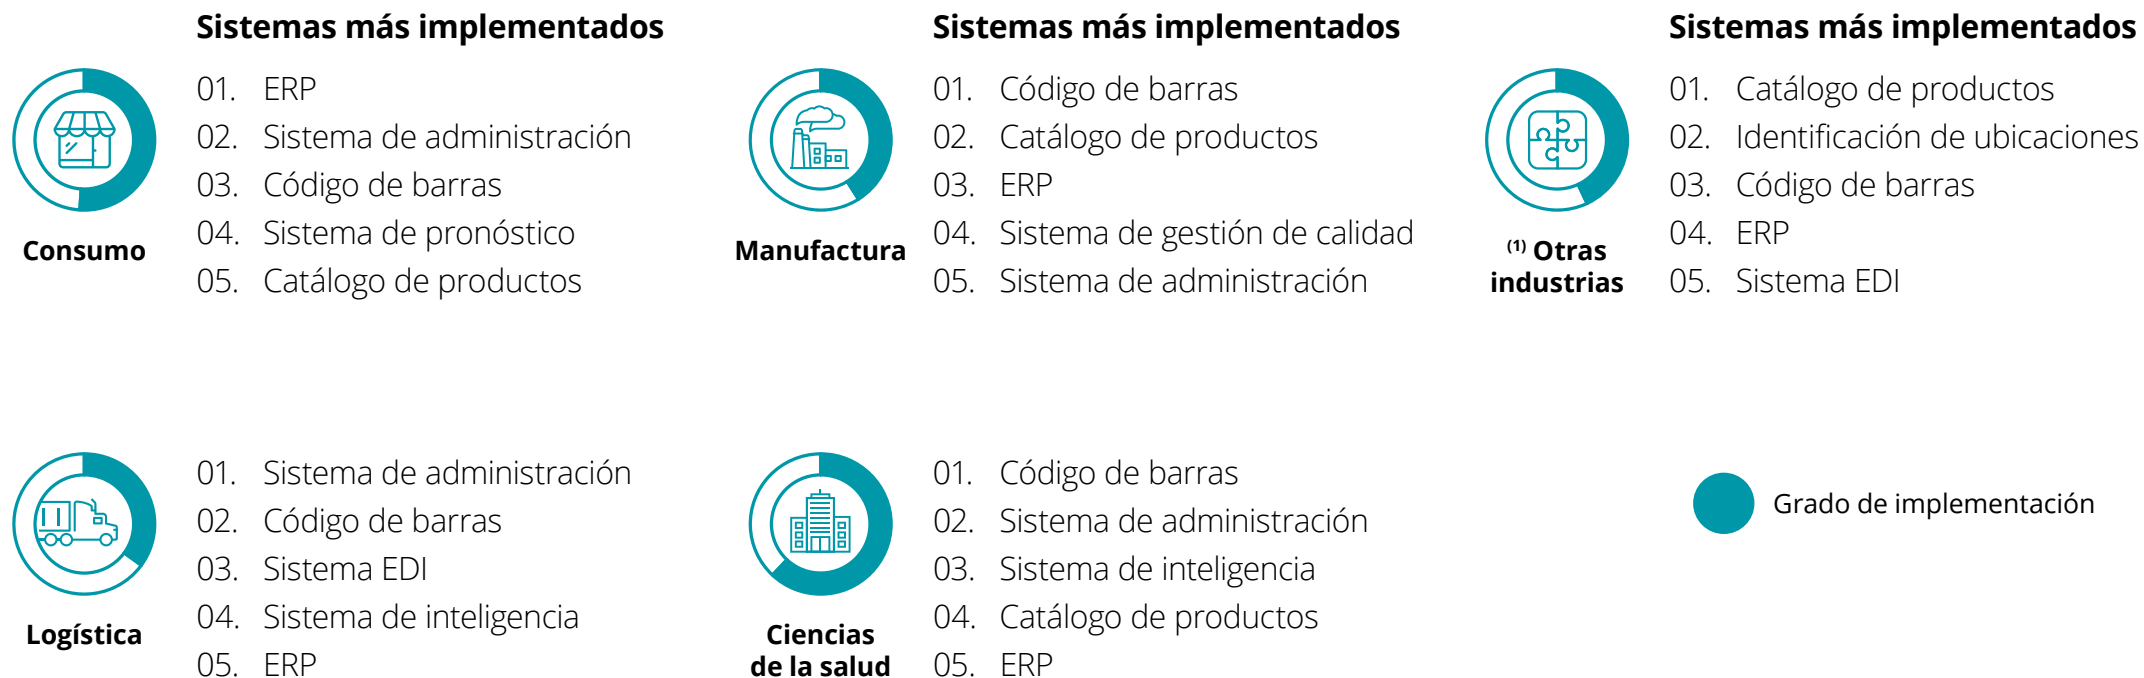 Sistemas más implementados
01. ERP
02. Sistema de administración
03. Código de barras
04. Sistema de pronóstico
05. Catálogo de productos
Consumo
Sistemas más implementados
01. Código de barras
02. Catálogo de productos
03. ERP
04. Sistema de gestión de calidad
05. Sistema de administración
Manufactura
Sistemas más implementados
01. Catálogo de productos
02. Identificación de ubicaciones
03. Código de barras
04. ERP
05. Sistema EDI
(1) Otras
industrias
01. Sistema de administración
02. Código de barras
03. Sistema EDI
04. Sistema de inteligencia
05. ERP
Logística
01. Código de barras
02. Sistema de administración
03. Sistema de inteligencia
04. Catálogo de productos
05. ERP
Ciencias
de la salud
Grado de implementación